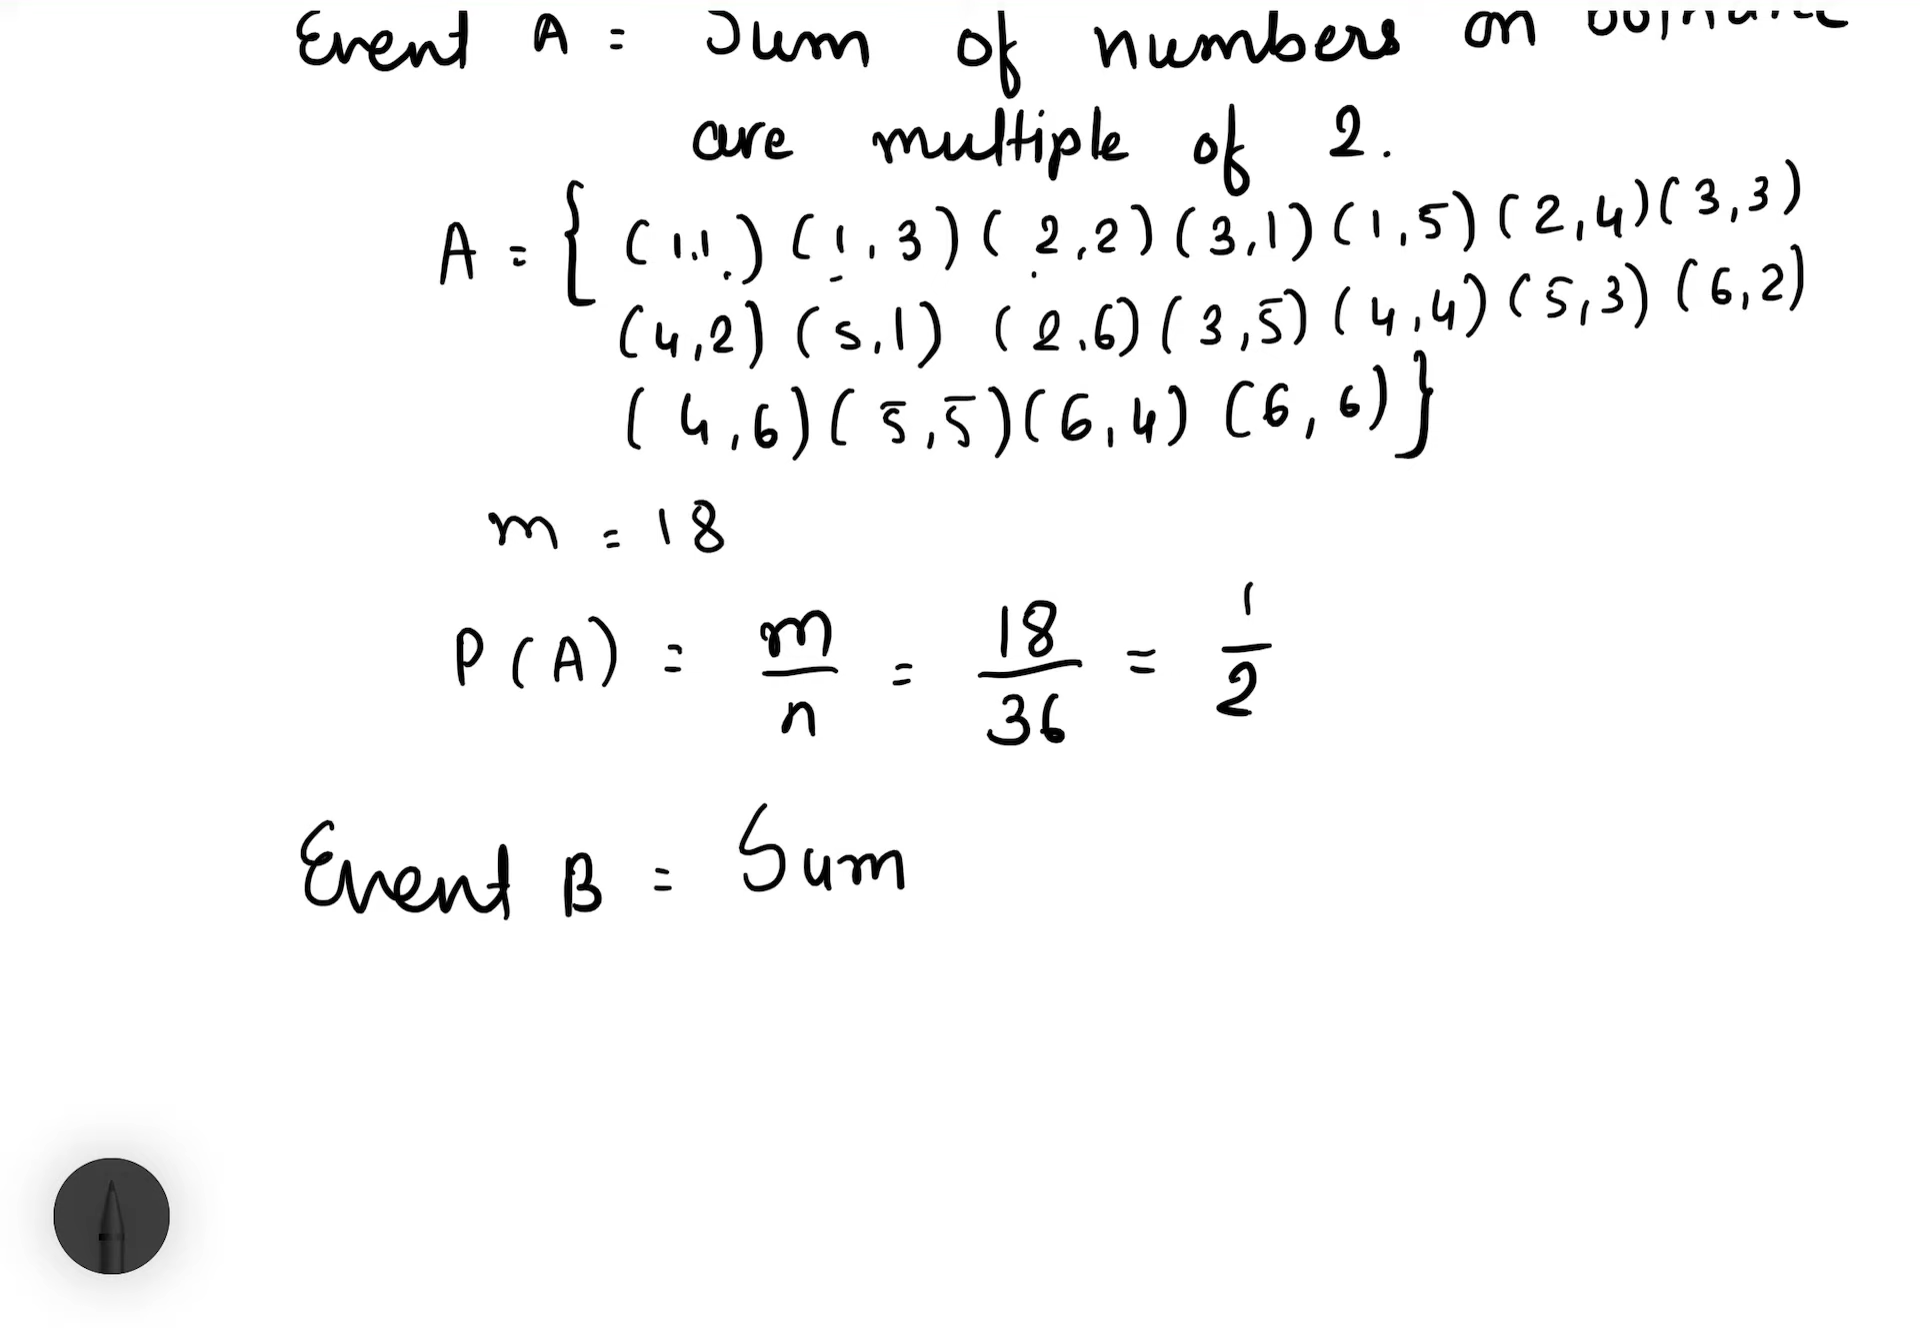 Event A = Sum of numbers on
are multiple of 2.
A = { (1,1) (1,3) (2,2) (3,1) (1,5) (2,4) (3,3)
(4,2) (5,1) (2,6) (3,5) (4,4) (5,3) (6,2)
(4,6) (5,5) (6,4) (6,6) }
m = 18
P(A) = m/n = 18/36 = 1/2
Event B = Sum